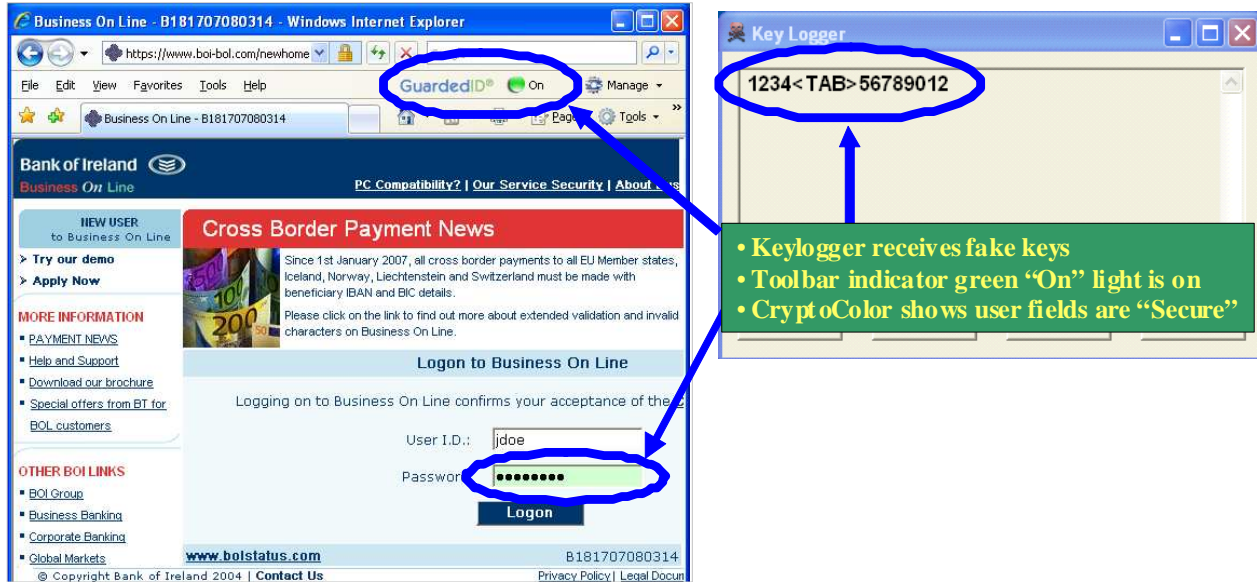 Business On Line - B181707080314 - Windows Internet Explorer
https://www.boi-bol.com/newhome
File Edit View Favorites Tools Help
GuardedID® On Manage
Business On Line - B181707080314
Tools
Bank of Ireland
Business On Line
PC Compatibility? | Our Service Security | About
NEW USER
to Business On Line
> Try our demo
> Apply Now
MORE INFORMATION
PAYMENT NEWS
Help and Support
Download our brochure
Special offers from BT for
BOL customers
OTHER BOI LINKS
BOI Group
Business Banking
Corporate Banking
Global Markets
Cross Border Payment News
Since 1st January 2007, all cross border payments to all EU Member states,
Iceland, Norway, Liechtenstein and Switzerland must be made with
beneficiary IBAN and BIC details.
Please click on the link to find out more about extended validation and invalid
characters on Business On Line.
Logon to Business On Line
Logging on to Business On Line confirms your acceptance of the
User I.D.: jdoe
Passwor
Logon
www.bolstatus.com B181707080314
© Copyright Bank of Ireland 2004 | Contact Us Privacy Policy | Legal Docum
Key Logger
1234<TAB>56789012
• Keylogger receives fake keys
• Toolbar indicator green “On” light is on
• CryptoColor shows user fields are “Secure”